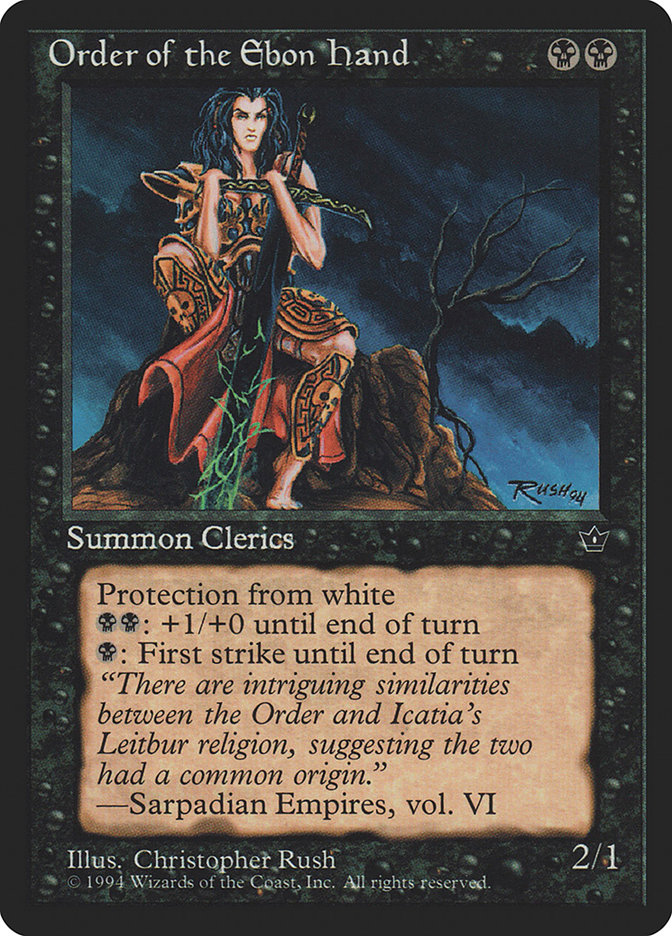 Order of the Ebon Hand
RUSH 94
Summon Clerics
Protection from white
: +1/+0 until end of turn
: First strike until end of turn
“There are intriguing similarities
between the Order and Icatia’s
Leitbur religion, suggesting the two
had a common origin.”
—Sarpadian Empires, vol. VI
Illus. Christopher Rush
2/1
© 1994 Wizards of the Coast, Inc. All rights reserved.